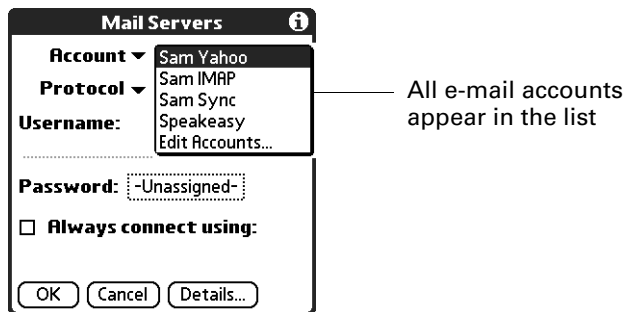 Mail Servers
Account
Sam Yahoo
Sam IMAP
Sam Sync
Speakeasy
Edit Accounts...
Protocol
Username:
Password: -Unassigned-
Always connect using:
OK Cancel Details...
All e-mail accounts
appear in the list